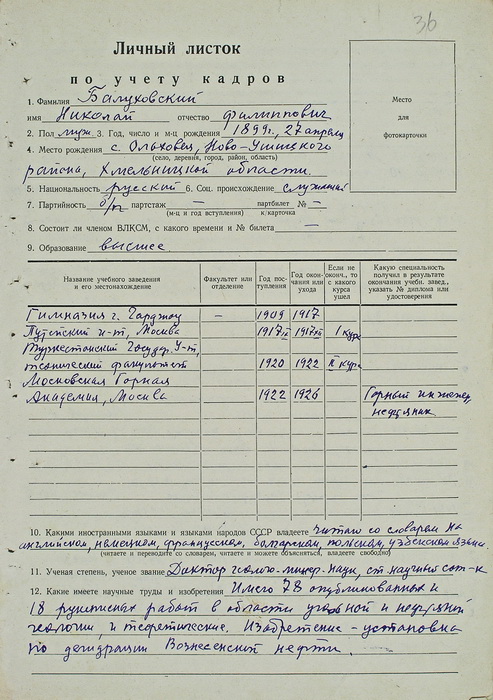 36
Личный листок
по учету кадров
1. Фамилия Балуховский
имя Николай отчество Филиппович
2. Пол муж. 3. Год, число и м-ц рождения 1899г., 27 апреля
4. Место рождения с. Ольховец, Ново-Ушицкого
(село, деревня, город, район, область)
района, Хмельницкой области.
5. Национальность русский 6. Соц. происхождение служащий
7. Партийность б/п партстаж — партбилет № —
(м-ц и год вступления) к/карточка
8. Состоит ли членом ВЛКСМ, с какого времени и № билета —
9. Образование высшее
Место
для
фотокарточки
Название учебного заведения и его местонахождение Факультет или отделение Год поступления Год окончания или ухода Если не оконч., то с какого курса ушел Какую специальность получил в результате окончания учебн. завед., указать № диплома или удостоверения
Гимназия г. — 1909 1917
Путейский и-т, Москва 1917 1917 I курс
Туркестанский Государ. У-т,
технический факультет 1920 1922 II курс
Московская Горная
Академия, Москва 1922 1926 Горный инженер,
нефтяник
10. Какими иностранными языками и языками народов СССР владеете Читаю со словарем на
английском, немецком, французском, болгарском, польском, узбекском языке
(читаете и переводите со словарем, читаете и можете объясняться, владеете свободно)
11. Ученая степень, ученое звание Доктор геолого-минер. наук, ст. научный сот-к
12. Какие имеете научные труды и изобретения Имею 78 опубликованных и
18 рукописных работ в области угольной и нефтяной
геологии, и теоретические. Изобретение - установка
по дегидрации Вознесенской нефти.